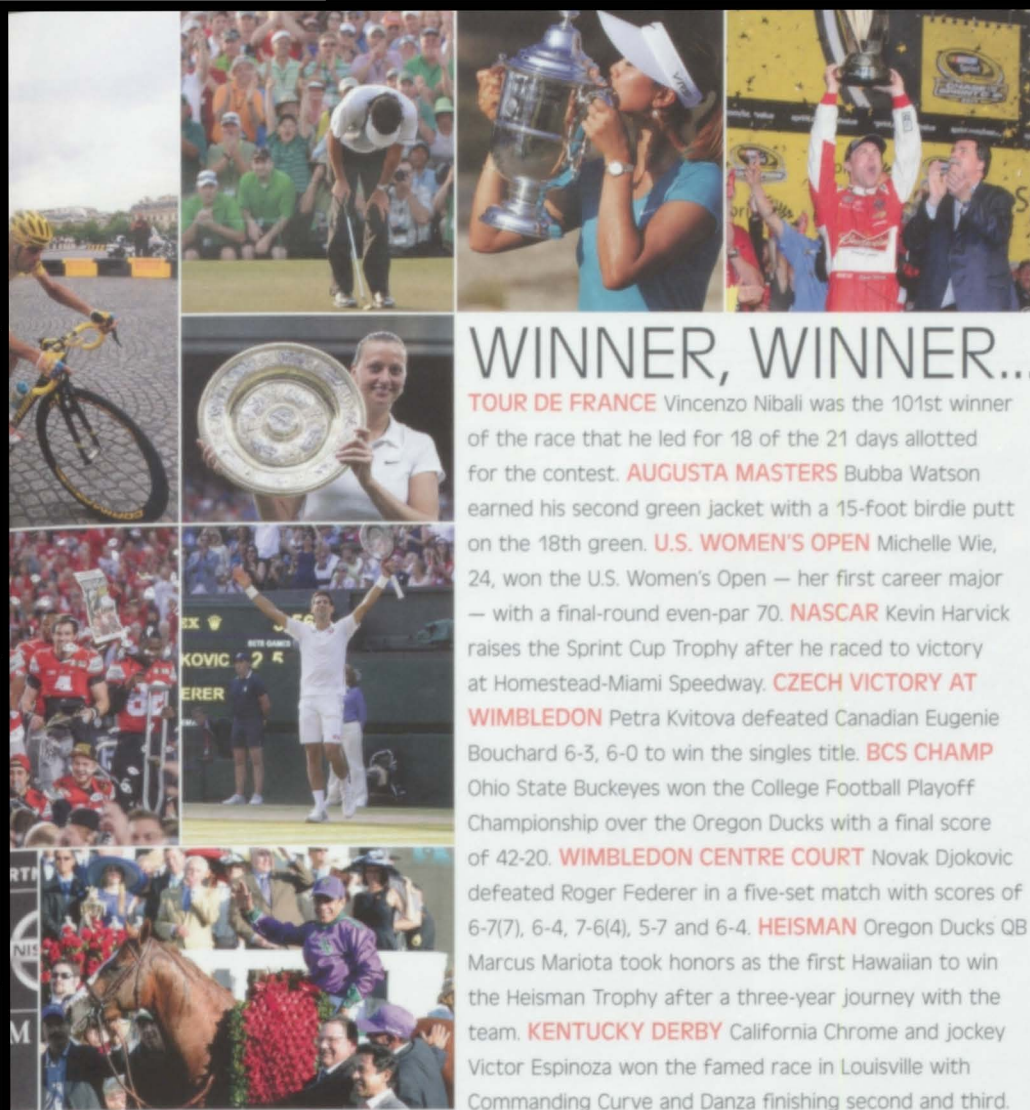 WINNER, WINNER...
TOUR DE FRANCE Vincenzo Nibali was the 101st winner
of the race that he led for 18 of the 21 days allotted
for the contest. AUGUSTA MASTERS Bubba Watson
earned his second green jacket with a 15-foot birdie putt
on the 18th green. U.S. WOMEN'S OPEN Michelle Wie,
24, won the U.S. Women's Open — her first career major
— with a final-round even-par 70. NASCAR Kevin Harvick
raises the Sprint Cup Trophy after he raced to victory
at Homestead-Miami Speedway. CZECH VICTORY AT
WIMBLEDON Petra Kvitova defeated Canadian Eugenie
Bouchard 6-3, 6-0 to win the singles title. BCS CHAMP
Ohio State Buckeyes won the College Football Playoff
Championship over the Oregon Ducks with a final score
of 42-20. WIMBLEDON CENTRE COURT Novak Djokovic
defeated Roger Federer in a five-set match with scores of
6-7(7), 6-4, 7-6(4), 5-7 and 6-4. HEISMAN Oregon Ducks QB
Marcus Mariota took honors as the first Hawaiian to win
the Heisman Trophy after a three-year journey with the
team. KENTUCKY DERBY California Chrome and jockey
Victor Espinoza won the famed race in Louisville with
Commanding Curve and Danza finishing second and third.
EX
KOVIC 2 5
ERER
4
NIS
M